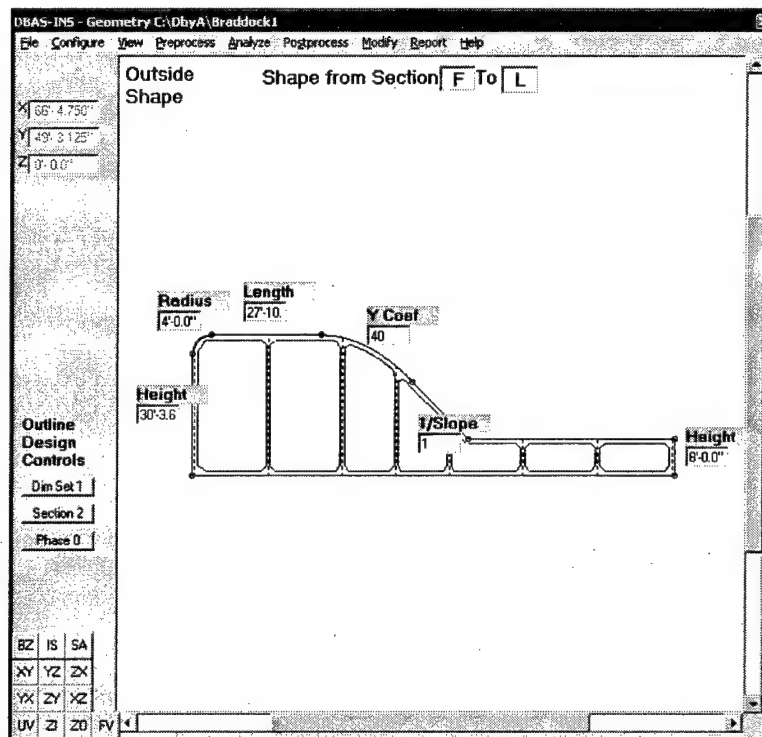 DBAS-INS - Geometry C:\DbyA\Braddock1
File Configure View Preprocess Analyze Postprocess Modify Report Help
Outside Shape from Section F To L
Shape
X 66'- 4.750"
Y 49'- 3.125"
Z 0'- 0.0"
Length
27'-10.
Radius
4'-0.0"
Y Coef
40
Height
30'-3.6
1/Slope
1
Height
8'-0.0"
Outline
Design
Controls
Dim Set 1
Section 2
Phase 0
BZ IS SA
XY YZ ZX
YX ZY XZ
UV ZI ZO FV